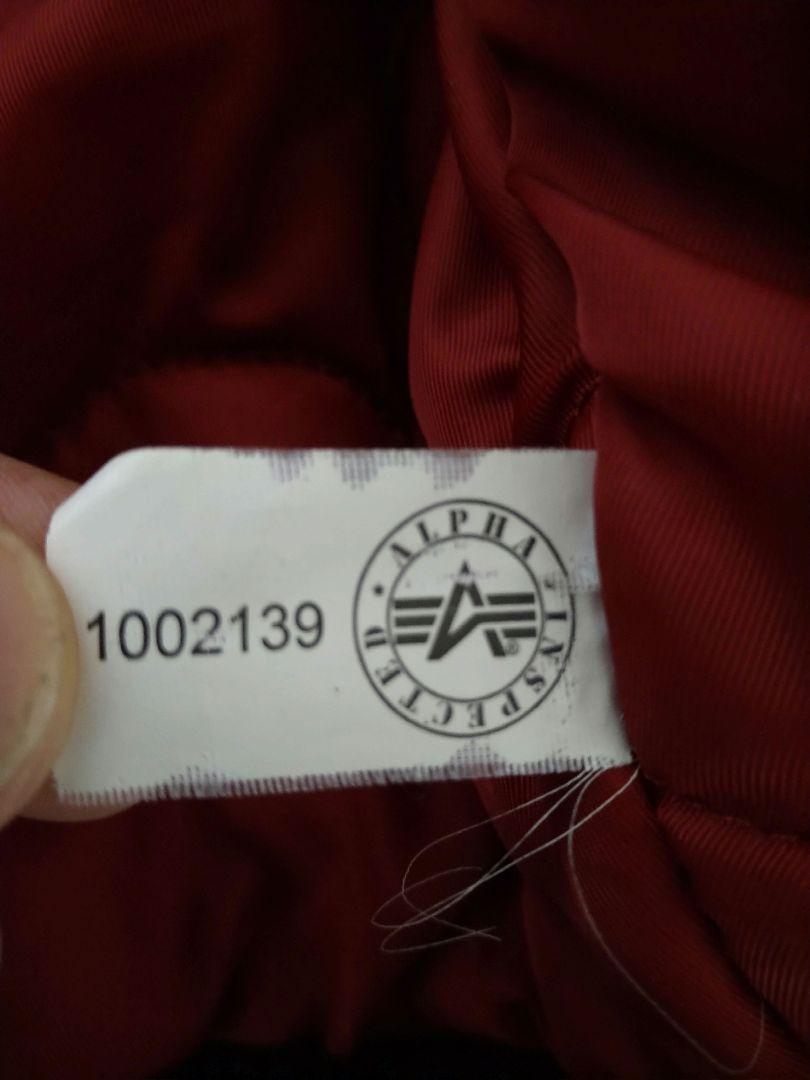 1002139
ALPHA INSPECTED
A
®